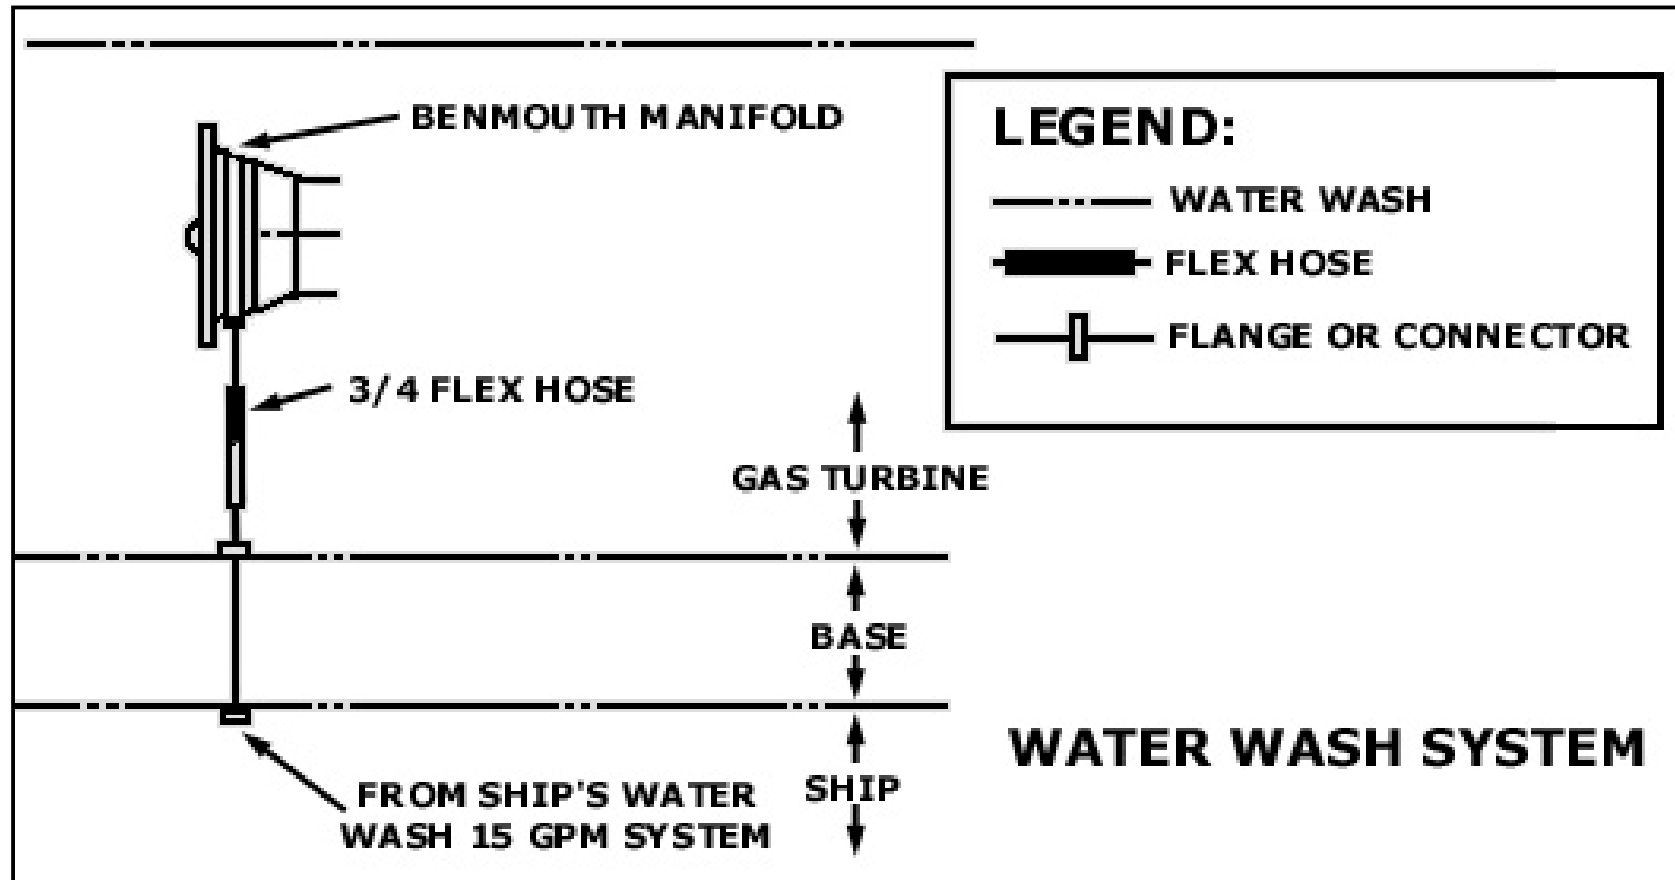 BENMOUTH MANIFOLD
LEGEND:
WATER WASH
FLEX HOSE
FLANGE OR CONNECTOR
3/4 FLEX HOSE
GAS TURBINE
BASE
SHIP
FROM SHIP'S WATER
WASH 15 GPM SYSTEM
WATER WASH SYSTEM